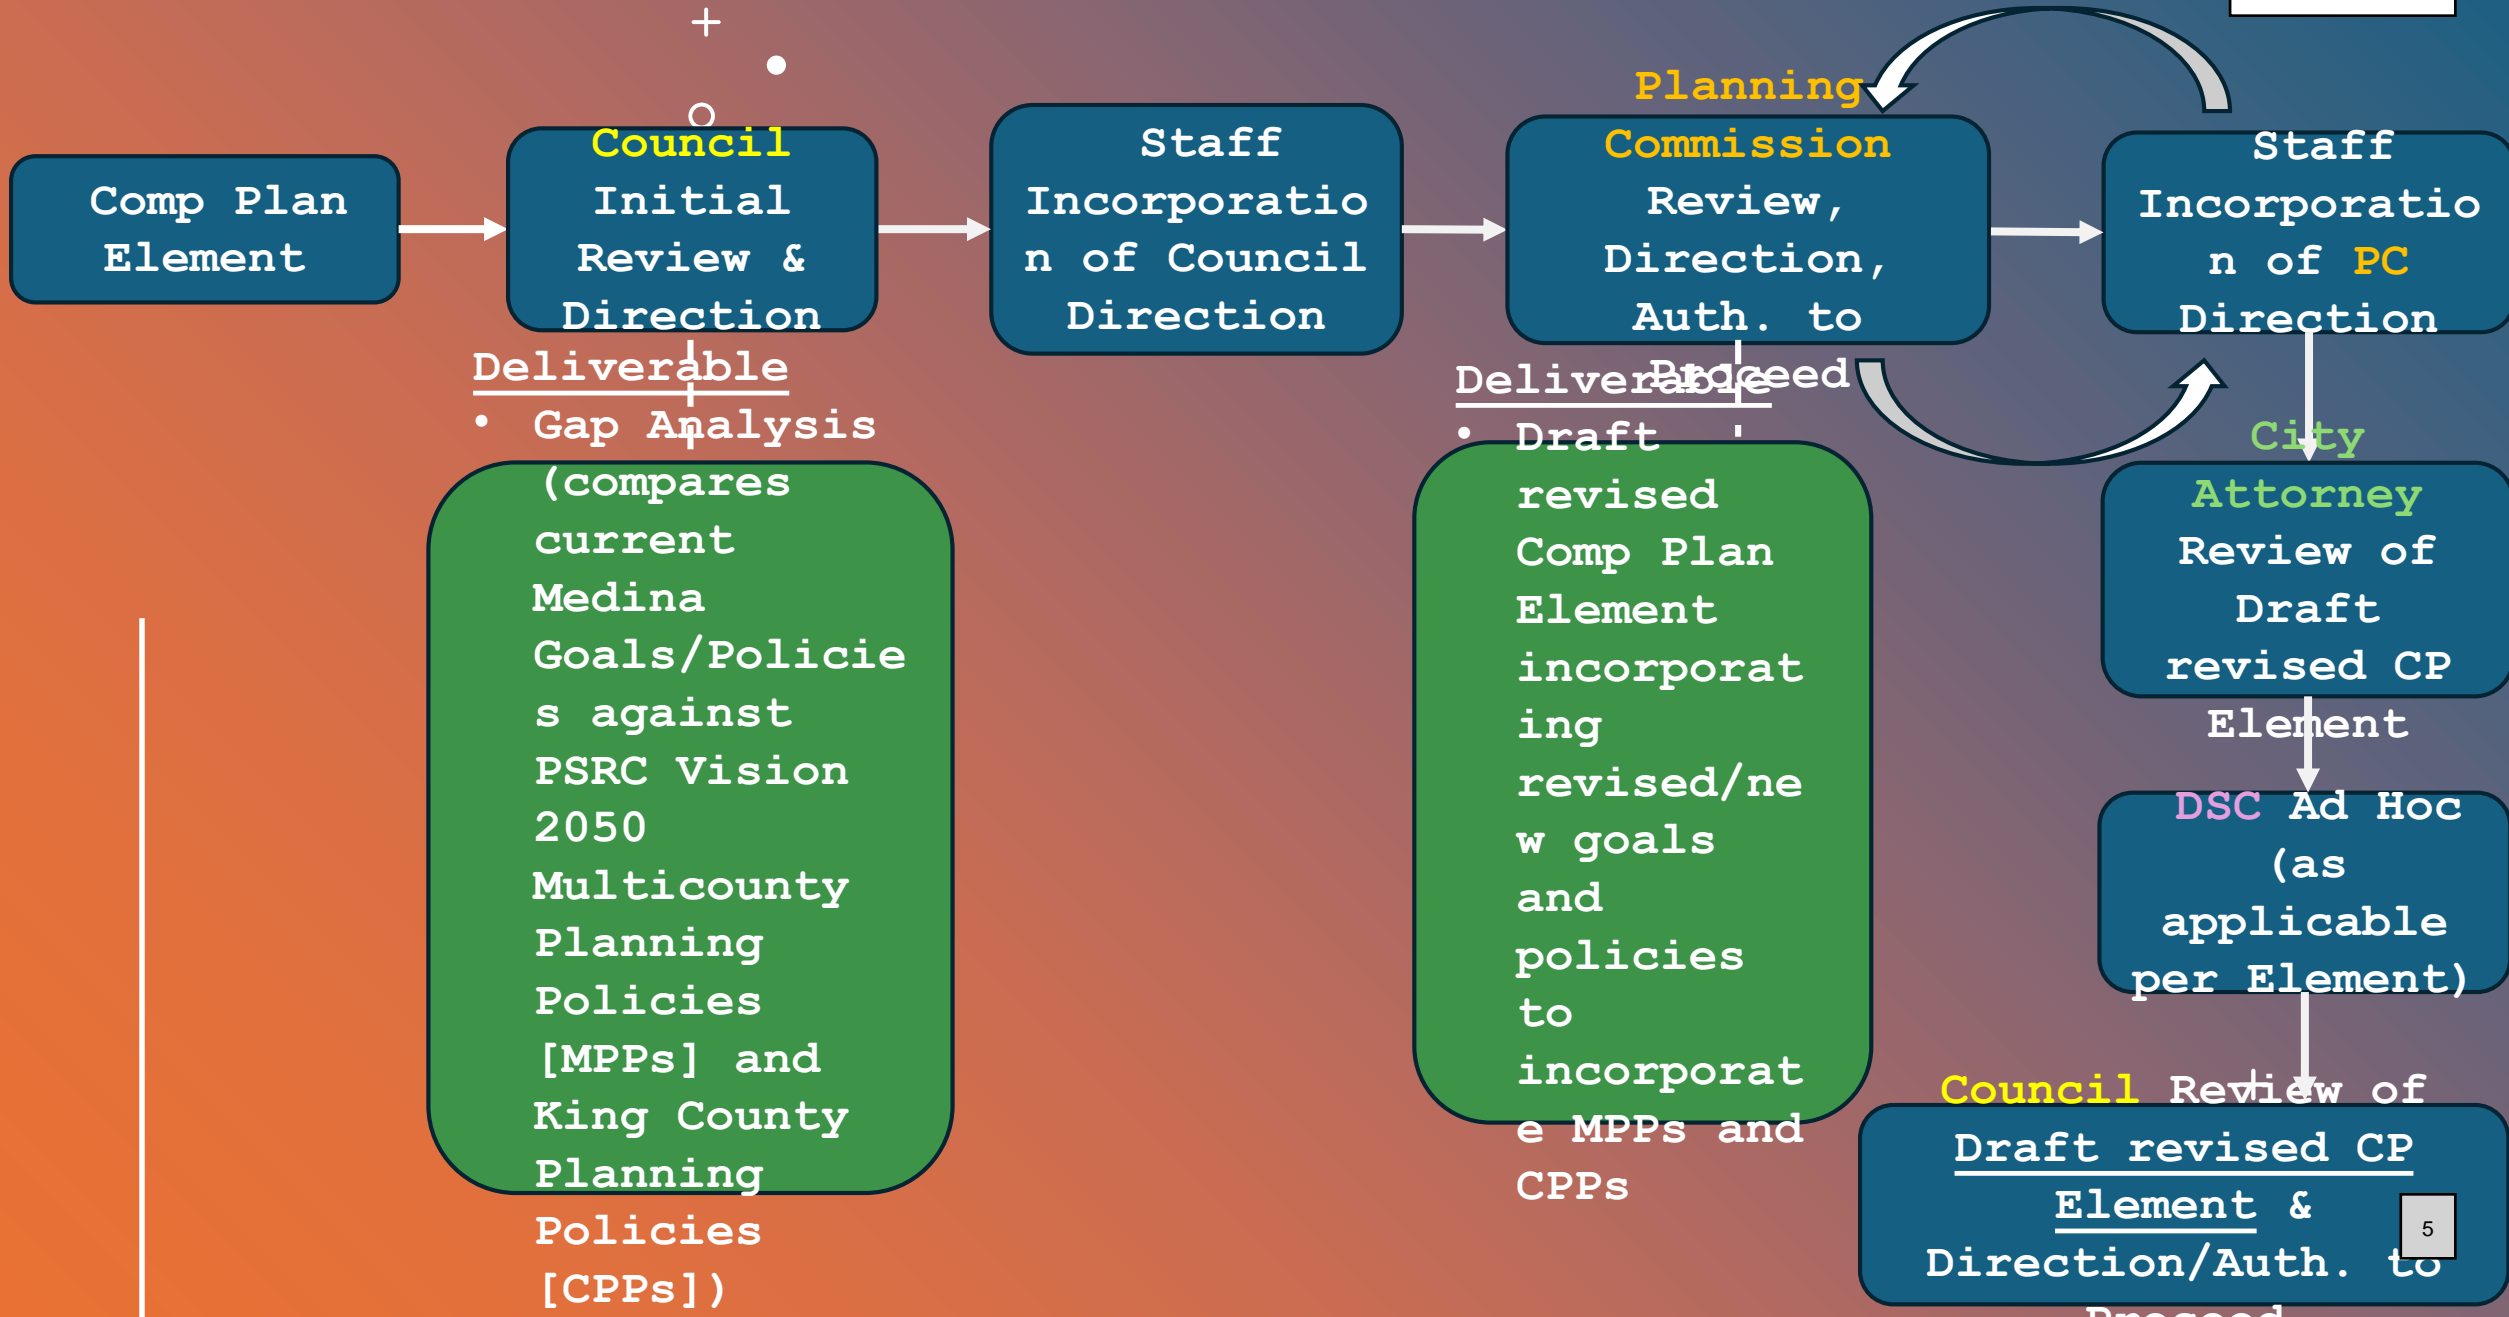 Comp Plan
Element
Council
Initial
Review &
Direction
Deliverable
• Gap Analysis
(compares
current
Medina
Goals/Policie
s against
PSRC Vision
2050
Multicounty
Planning
Policies
[MPPs] and
King County
Planning
Policies
[CPPs])
Staff
Incorporatio
n of Council
Direction
Planning
Commission
Review,
Direction,
Auth. to
Proceed
Deliverable
• Draft
revised
Comp Plan
Element
incorporat
ing
revised/ne
w goals
and
policies
to
incorporat
e MPPs and
CPPs
Staff
Incorporatio
n of PC
Direction
City
Attorney
Review of
Draft
revised CP
Element
DSC Ad Hoc
(as
applicable
per Element)
Council Review of
Draft revised CP
Element &
Direction/Auth. to
Proceed
5